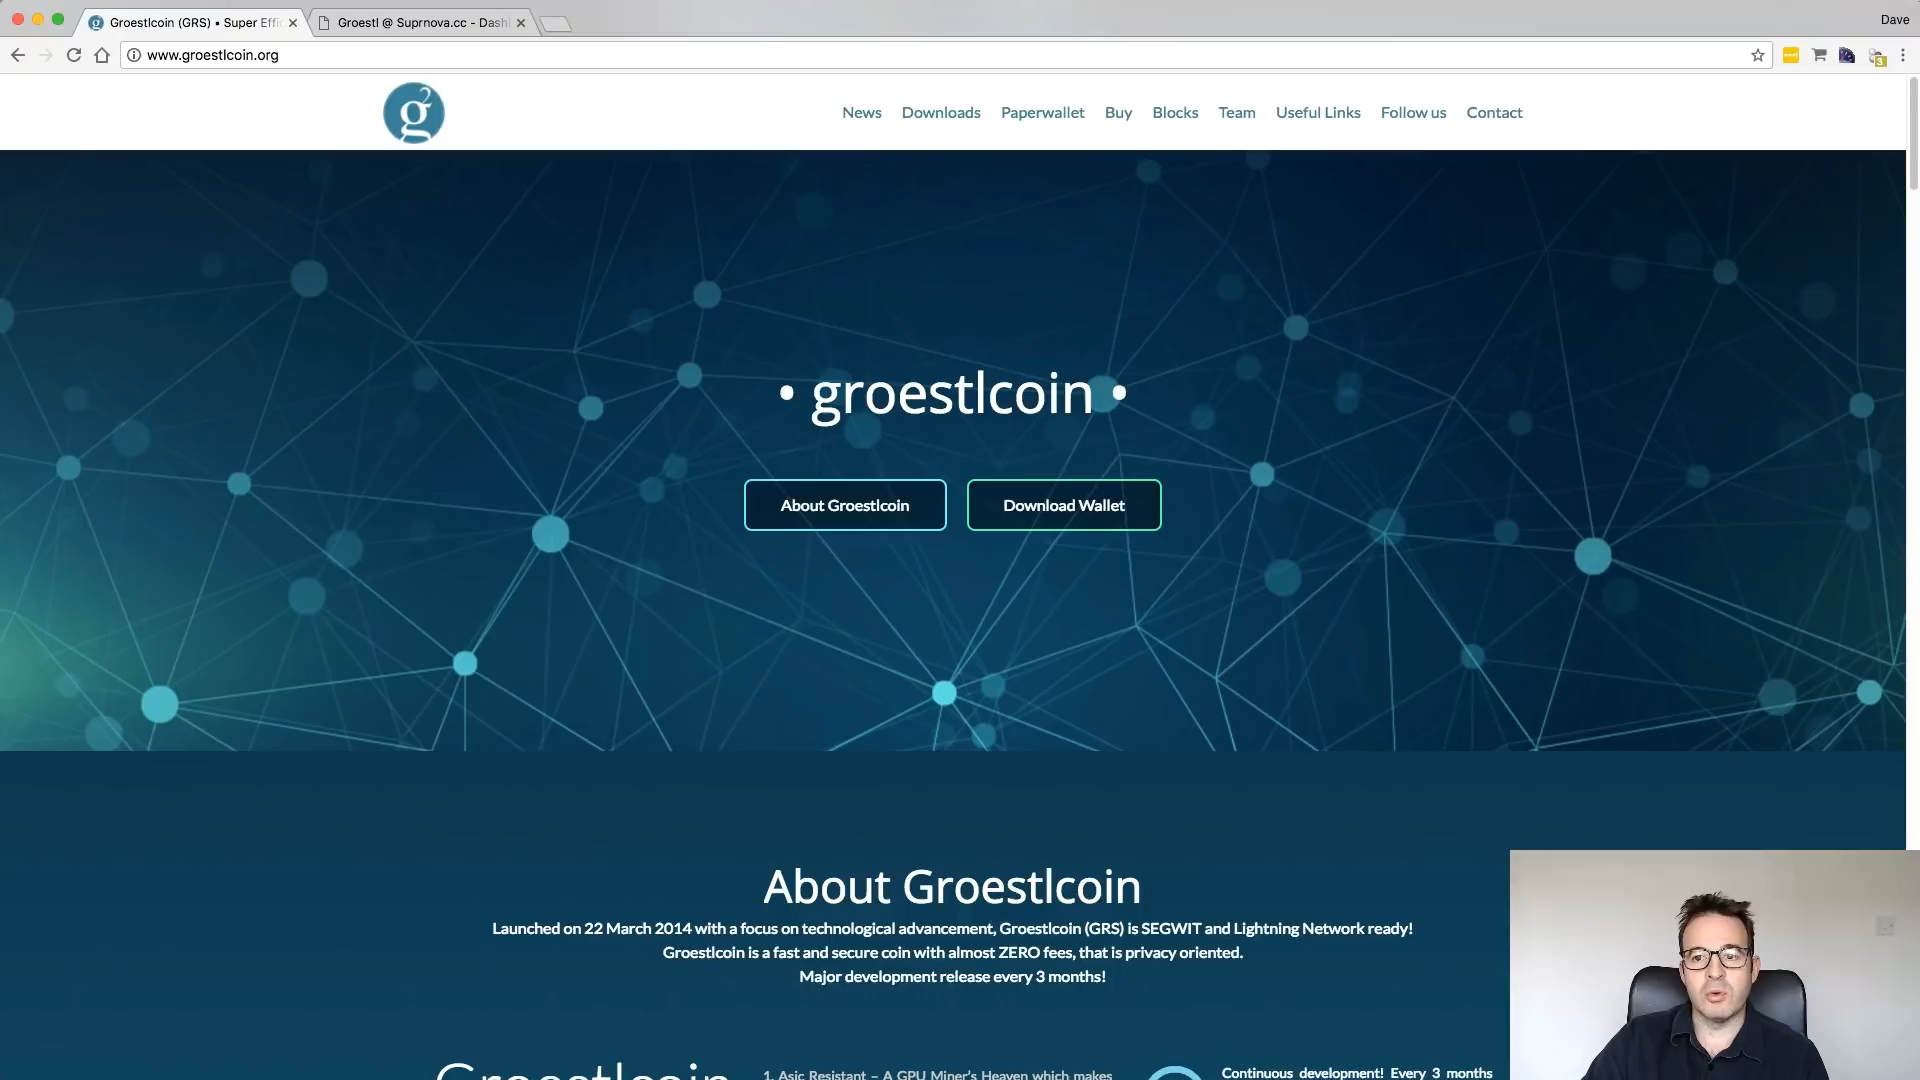 Groestlcoin (GRS) • Super Effi
Groestl @ Suprnova.cc - Dash
Dave
www.groestlcoin.org
3
g2
News Downloads Paperwallet Buy Blocks Team Useful Links Follow us Contact
• groestlcoin •
About Groestlcoin Download Wallet
About Groestlcoin
Launched on 22 March 2014 with a focus on technological advancement, Groestlcoin (GRS) is SEGWIT and Lightning Network ready!
Groestlcoin is a fast and secure coin with almost ZERO fees, that is privacy oriented.
Major development release every 3 months!
Groestlcoin
1. Asic Resistant – A GPU Miner's Heaven which makes
Continuous development! Every 3 months